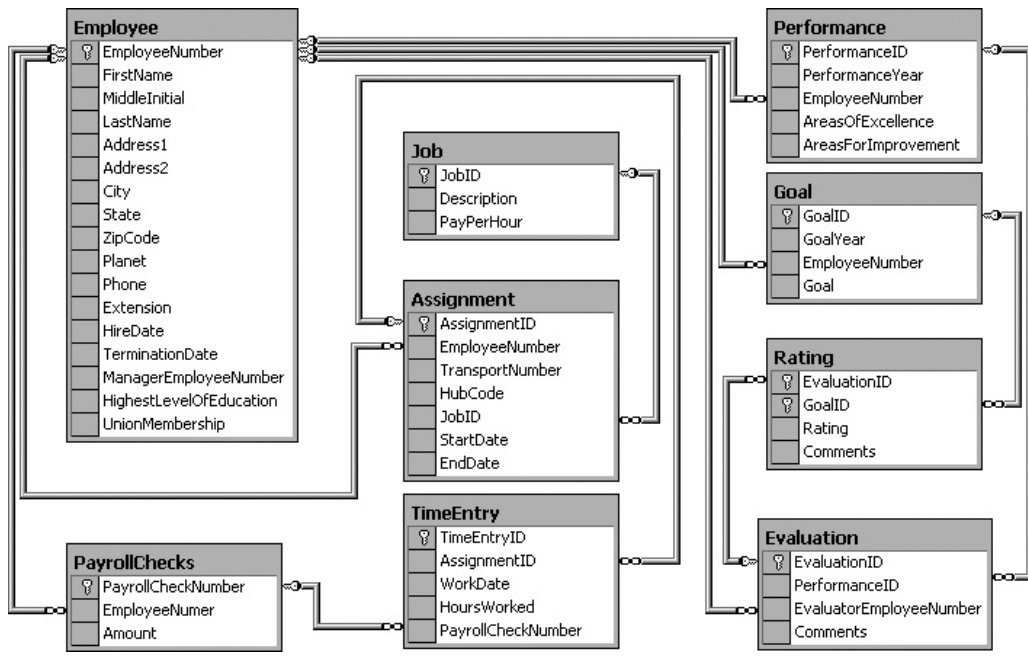 Employee
EmployeeNumber
FirstName
MiddleInitial
LastName
Address1
Address2
City
State
ZipCode
Planet
Phone
Extension
HireDate
TerminationDate
ManagerEmployeeNumber
HighestLevelOfEducation
UnionMembership
PayrollChecks
PayrollCheckNumber
EmployeeNumer
Amount
Job
JobID
Description
PayPerHour
Assignment
AssignmentID
EmployeeNumber
TransportNumber
HubCode
JobID
StartDate
EndDate
TimeEntry
TimeEntryID
AssignmentID
WorkDate
HoursWorked
PayrollCheckNumber
Performance
PerformanceID
PerformanceYear
EmployeeNumber
AreasOfExcellence
AreasForImprovement
Goal
GoalID
GoalYear
EmployeeNumber
Goal
Rating
EvaluationID
GoalID
Rating
Comments
Evaluation
EvaluationID
PerformanceID
EvaluatorEmployeeNumber
Comments